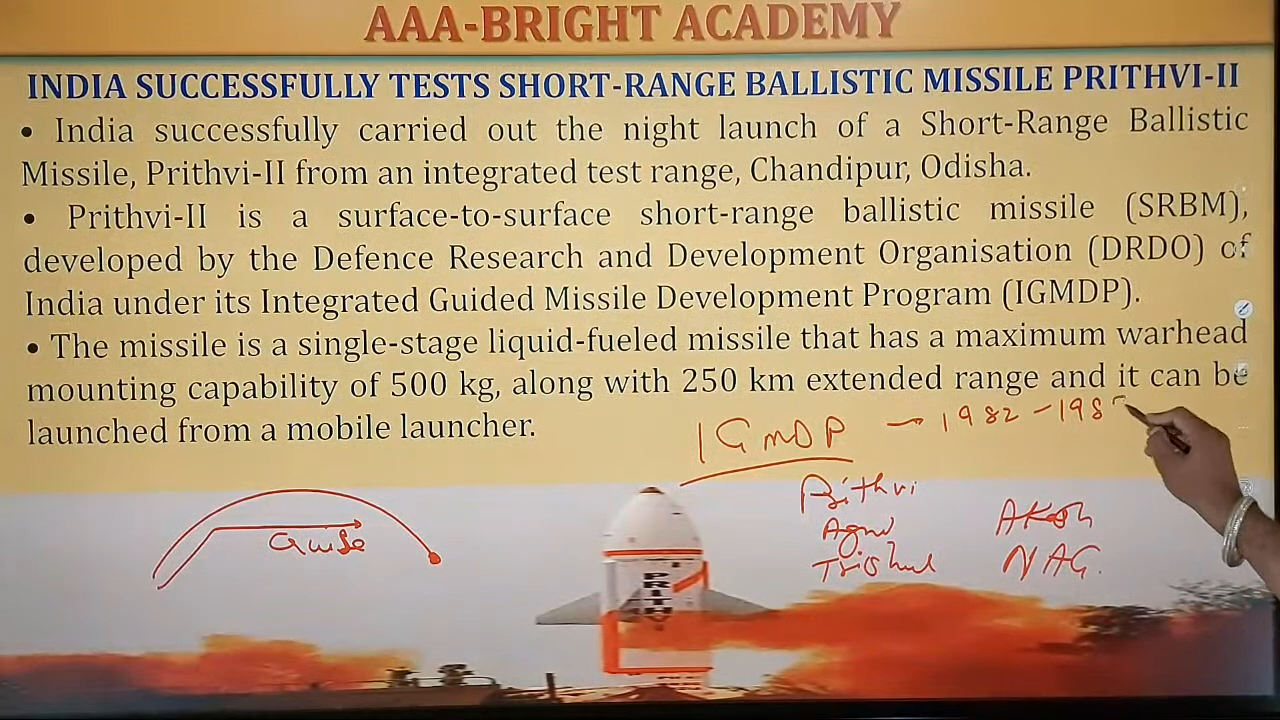 AAA-BRIGHT ACADEMY
INDIA SUCCESSFULLY TESTS SHORT-RANGE BALLISTIC MISSILE PRITHVI-II
• India successfully carried out the night launch of a Short-Range Ballistic
Missile, Prithvi-II from an integrated test range, Chandipur, Odisha.
• Prithvi-II is a surface-to-surface short-range ballistic missile (SRBM),
developed by the Defence Research and Development Organisation (DRDO) of
India under its Integrated Guided Missile Development Program (IGMDP).
• The missile is a single-stage liquid-fueled missile that has a maximum warhead
mounting capability of 500 kg, along with 250 km extended range and it can be
launched from a mobile launcher.
IGMDP → 1982 - 198
Prithvi
Agni
Trishul
Akash
NAG.
Cruise
PRITHV